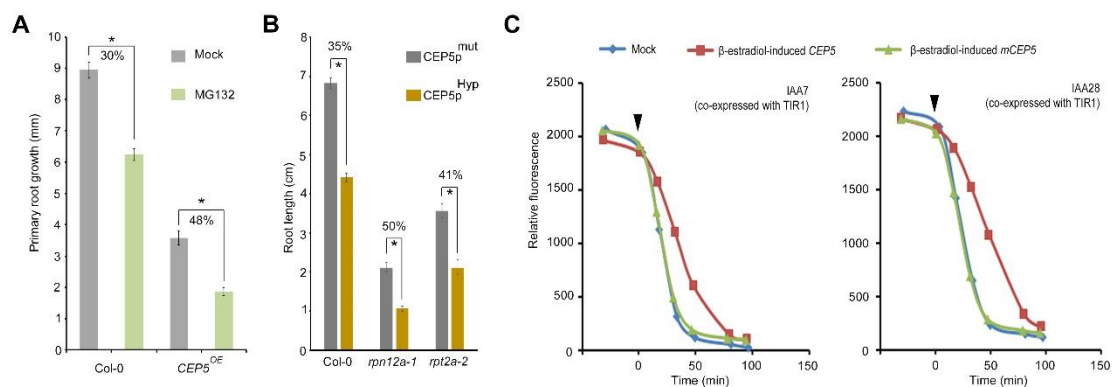 A
Primary root growth (mm)
10
9
8
7
6
5
4
3
2
1
0
*
30%
Mock
MG132
*
48%
Col-0
CEP5OE
B
Root length (cm)
8
7
6
5
4
3
2
1
0
35%
*
CEP5pmut
CEP5pHyp
50%
*
41%
*
Col-0
rpn12a-1
rpt2a-2
C
Mock
β-estradiol-induced CEP5
β-estradiol-induced mCEP5
Relative fluorescence
2500
2000
1500
1000
500
0
IAA7
(co-expressed with TIR1)
0 50 100 150
Time (min)
2500
2000
1500
1000
500
0
IAA28
(co-expressed with TIR1)
0 50 100 150
Time (min)